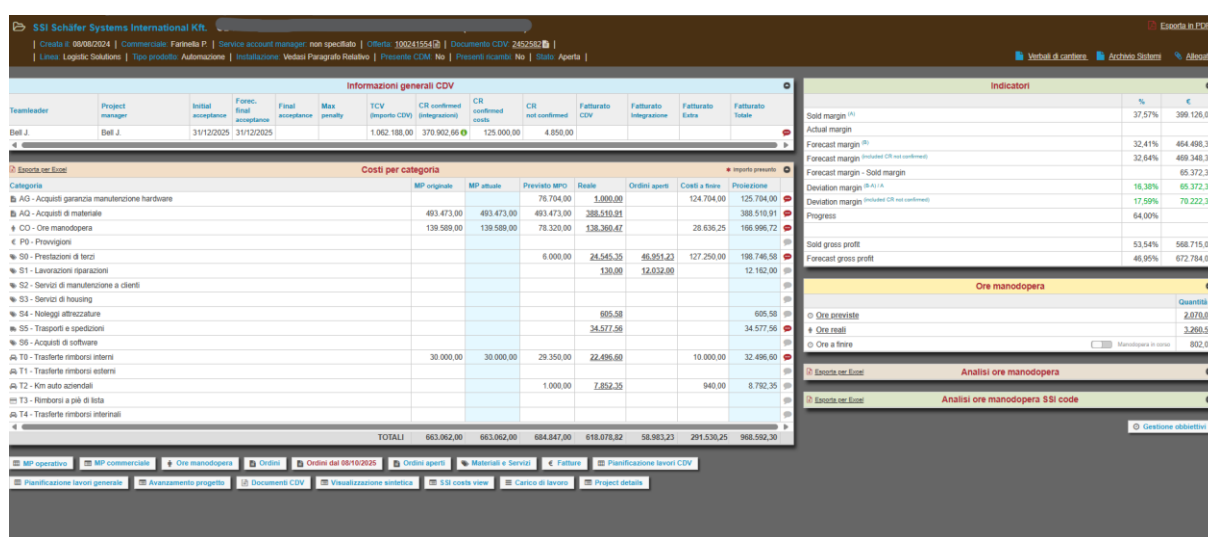 SSI Schäfer Systems International Kft.
Esporta in PDF
| Creata il: 08/08/2024 | Commerciale: Farinella P. | Service account manager: non specifiato | Offerta: 100241554 | Documento CDV: 2452582 |
| Linea: Logistic Solutions | Tipo prodotto: Automazione | Installazione: Vedasi Paragrafo Relativo | Presente CDM: No | Presenti ricambi: No | Stato: Aperta |
Verbali di cantiere Archivio Sistemi Allegat
Informazioni generali CDV
Teamleader Project manager Initial acceptance Forec. final acceptance Final acceptance Max penalty TCV (Importo CDV) CR confirmed (integrazioni) CR confirmed costs CR not confirmed Fatturato CDV Fatturato Integrazione Fatturato Extra Fatturato Totale
Bell J. Bell J. 31/12/2025 31/12/2025 1.062.188,00 370.902,66 125.000,00 4.850,00
Esporta per Excel Costi per categoria importo presunto
Categoria MP originale MP attuale Previsto MPO Reale Ordini aperti Costi a finire Proiezione
AG - Acquisti garanzia manutenzione hardware 76.704,00 1.000,00 124.704,00 125.704,00
AQ - Acquisti di materiale 493.473,00 493.473,00 493.473,00 388.510,91 388.510,91
CO - Ore manodopera 139.589,00 139.589,00 78.320,00 138.360,47 28.636,25 166.996,72
P0 - Provvigioni
S0 - Prestazioni di terzi 6.000,00 24.545,35 46.951,23 127.250,00 198.746,58
S1 - Lavorazioni riparazioni 130,00 12.032,00 12.162,00
S2 - Servizi di manutenzione a clienti
S3 - Servizi di housing
S4 - Noleggi attrezzature 605,58 605,58
S5 - Trasporti e spedizioni 34.577,56 34.577,56
S6 - Acquisti di software
T0 - Trasferte rimborsi interni 30.000,00 30.000,00 29.350,00 22.496,60 10.000,00 32.496,60
T1 - Trasferte rimborsi esterni
T2 - Km auto aziendali 1.000,00 7.852,35 940,00 8.792,35
T3 - Rimborsi a piè di lista
T4 - Trasferte rimborsi interinali
TOTALI 663.062,00 663.062,00 684.847,00 618.078,82 58.983,23 291.530,25 968.592,30
MP operativo MP commerciale Ore manodopera Ordini Ordini dal 08/10/2025 Ordini aperti Materiali e Servizi € Fatture Pianificazione lavori CDV
Pianificazione lavori generale Avanzamento progetto Documenti CDV Visualizzazione sintetica SSI costs view Carico di lavoro Project details
Indicatori
% €
Sold margin (A) 37,57% 399.126,0
Actual margin
Forecast margin (B) 32,41% 464.498,3
Forecast margin (included CR not confirmed) 32,64% 469.348,3
Forecast margin - Sold margin 65.372,3
Deviation margin (B-A) / A 16,38% 65.372,3
Deviation margin (included CR not confirmed) 17,59% 70.222,3
Progress 64,00%
Sold gross profit 53,54% 568.715,0
Forecast gross profit 46,95% 672.784,0
Ore manodopera
Quantità
Ore previste 2.070,0
Ore reali 3.260,5
Ore a finire Manodopera in corso 802,0
Esporta per Excel Analisi ore manodopera
Esporta per Excel Analisi ore manodopera SSI code
Gestione obbiettivi